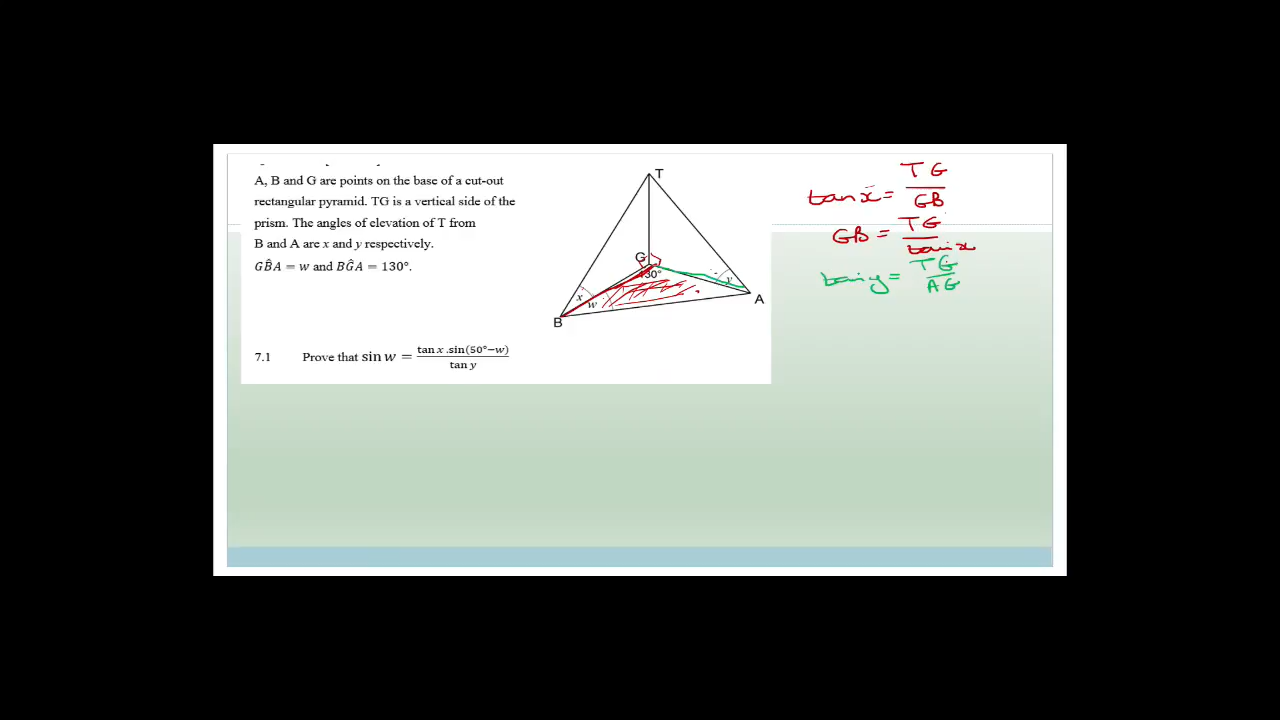 A, B and G are points on the base of a cut-out
rectangular pyramid. TG is a vertical side of the
prism. The angles of elevation of T from
B and A are x and y respectively.
GB̂A = w and BĜA = 130°.
T
G
130°
x
w
y
B
A
7.1 Prove that sin w = tan x .sin(50°−w) / tan y
tan x = TG / GB
GB = TG / tan x
tan y = TG / AG